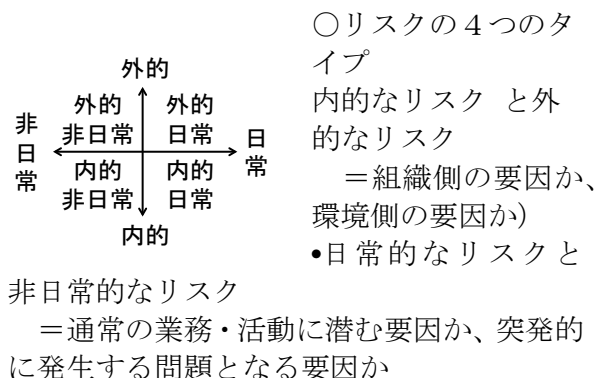 外的
外的
非日常
外的
日常
非日常
日常
内的
非日常
内的
日常
内的
○リスクの４つのタ
イプ
内的なリスク と外
的なリスク
＝組織側の要因か、
環境側の要因か）
•日常的なリスクと
非日常的なリスク
＝通常の業務・活動に潜む要因か、突発的
に発生する問題となる要因か